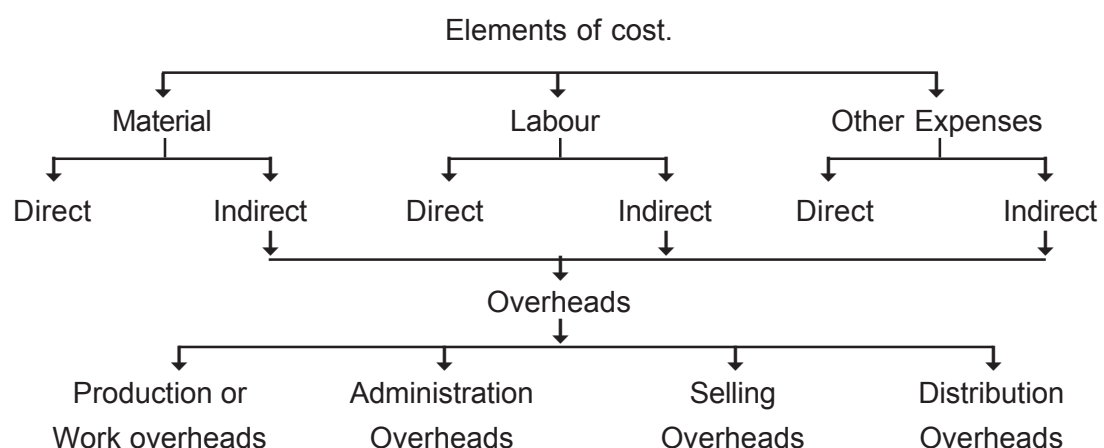 Elements of cost.
Material Labour Other Expenses
Direct Indirect Direct Indirect Direct Indirect
Overheads
Production or Administration Selling Distribution
Work overheads Overheads Overheads Overheads